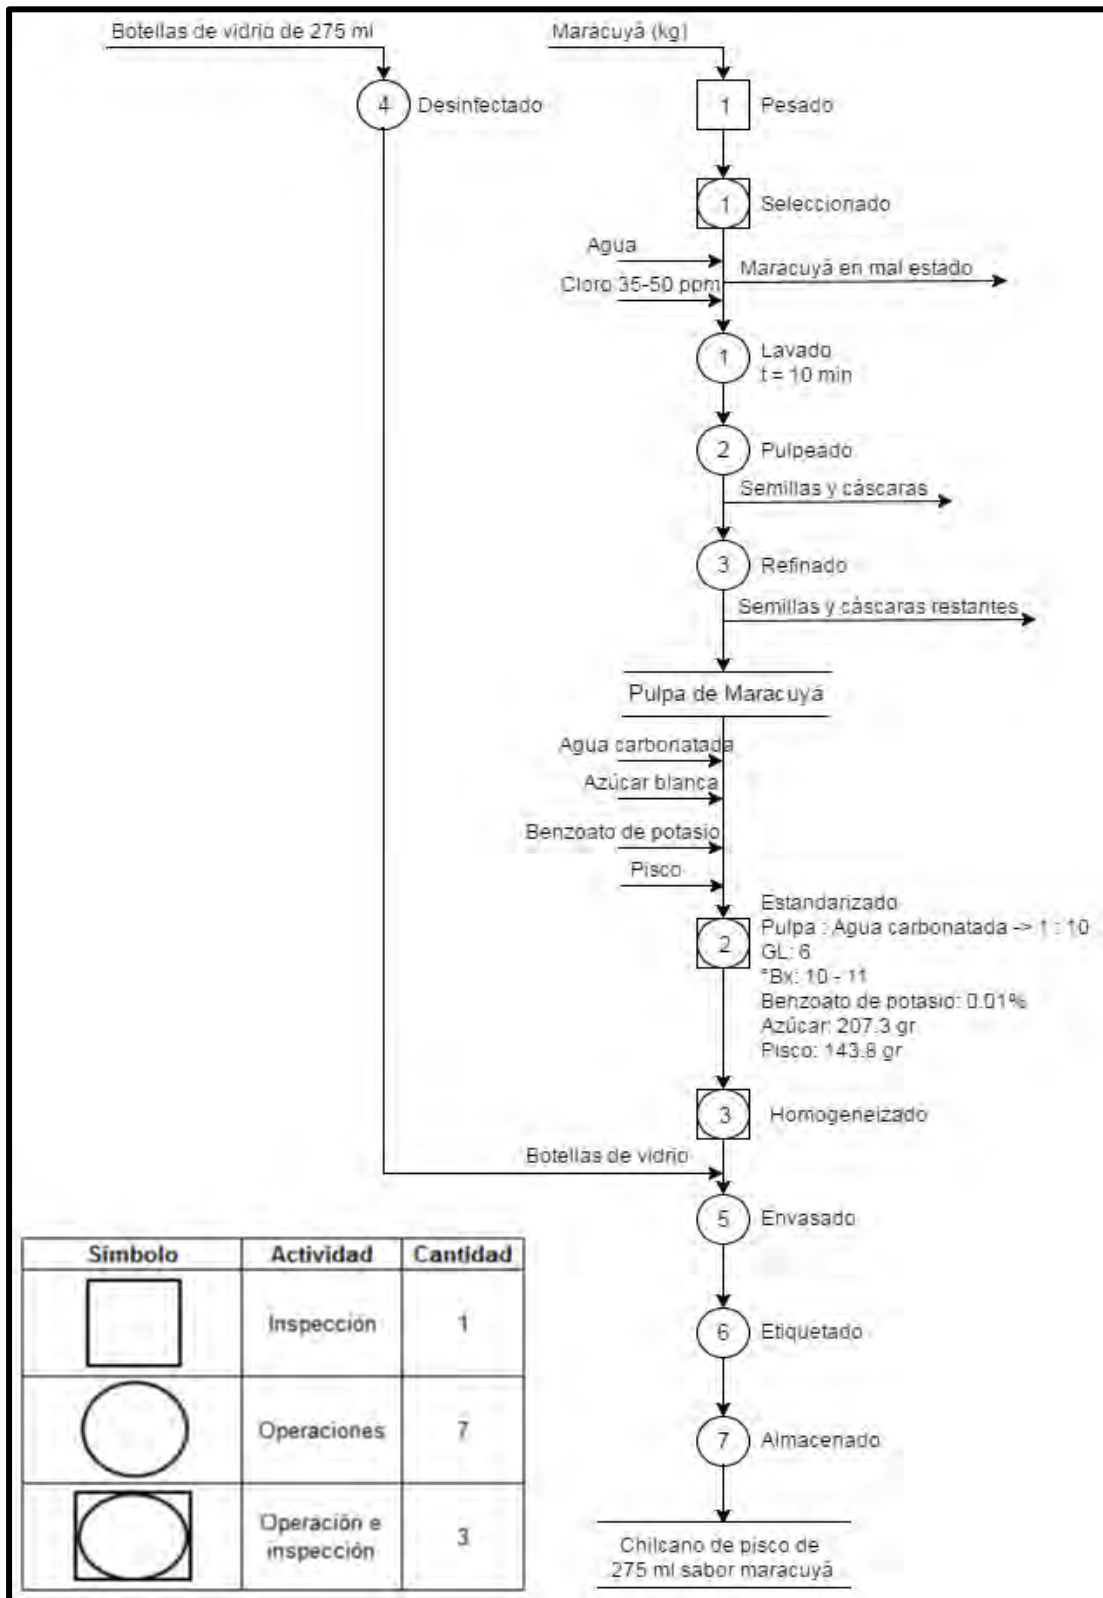 Botellas de vidrio de 275 ml
Maracuyá (kg)
4 Desinfectado
1 Pesado
1 Seleccionado
Agua
Maracuyá en mal estado
Cloro 35-50 ppm
1 Lavado
t = 10 min
2 Pulpeado
Semillas y cáscaras
3 Refinado
Semillas y cáscaras restantes
Pulpa de Maracuyá
Agua carbonatada
Azúcar blanca
Benzoato de potasio
Pisco
2 Estandarizado
Pulpa : Agua carbonatada -> 1 : 10
GL: 6
°Bx: 10 - 11
Benzoato de potasio: 0.01%
Azúcar: 207.3 gr
Pisco: 143.8 gr
3 Homogeneizado
Botellas de vidrio
5 Envasado
6 Etiquetado
7 Almacenado
Chilcano de pisco de
275 ml sabor maracuyá
Símbolo Actividad Cantidad
Inspección 1
Operaciones 7
Operación e
inspección 3